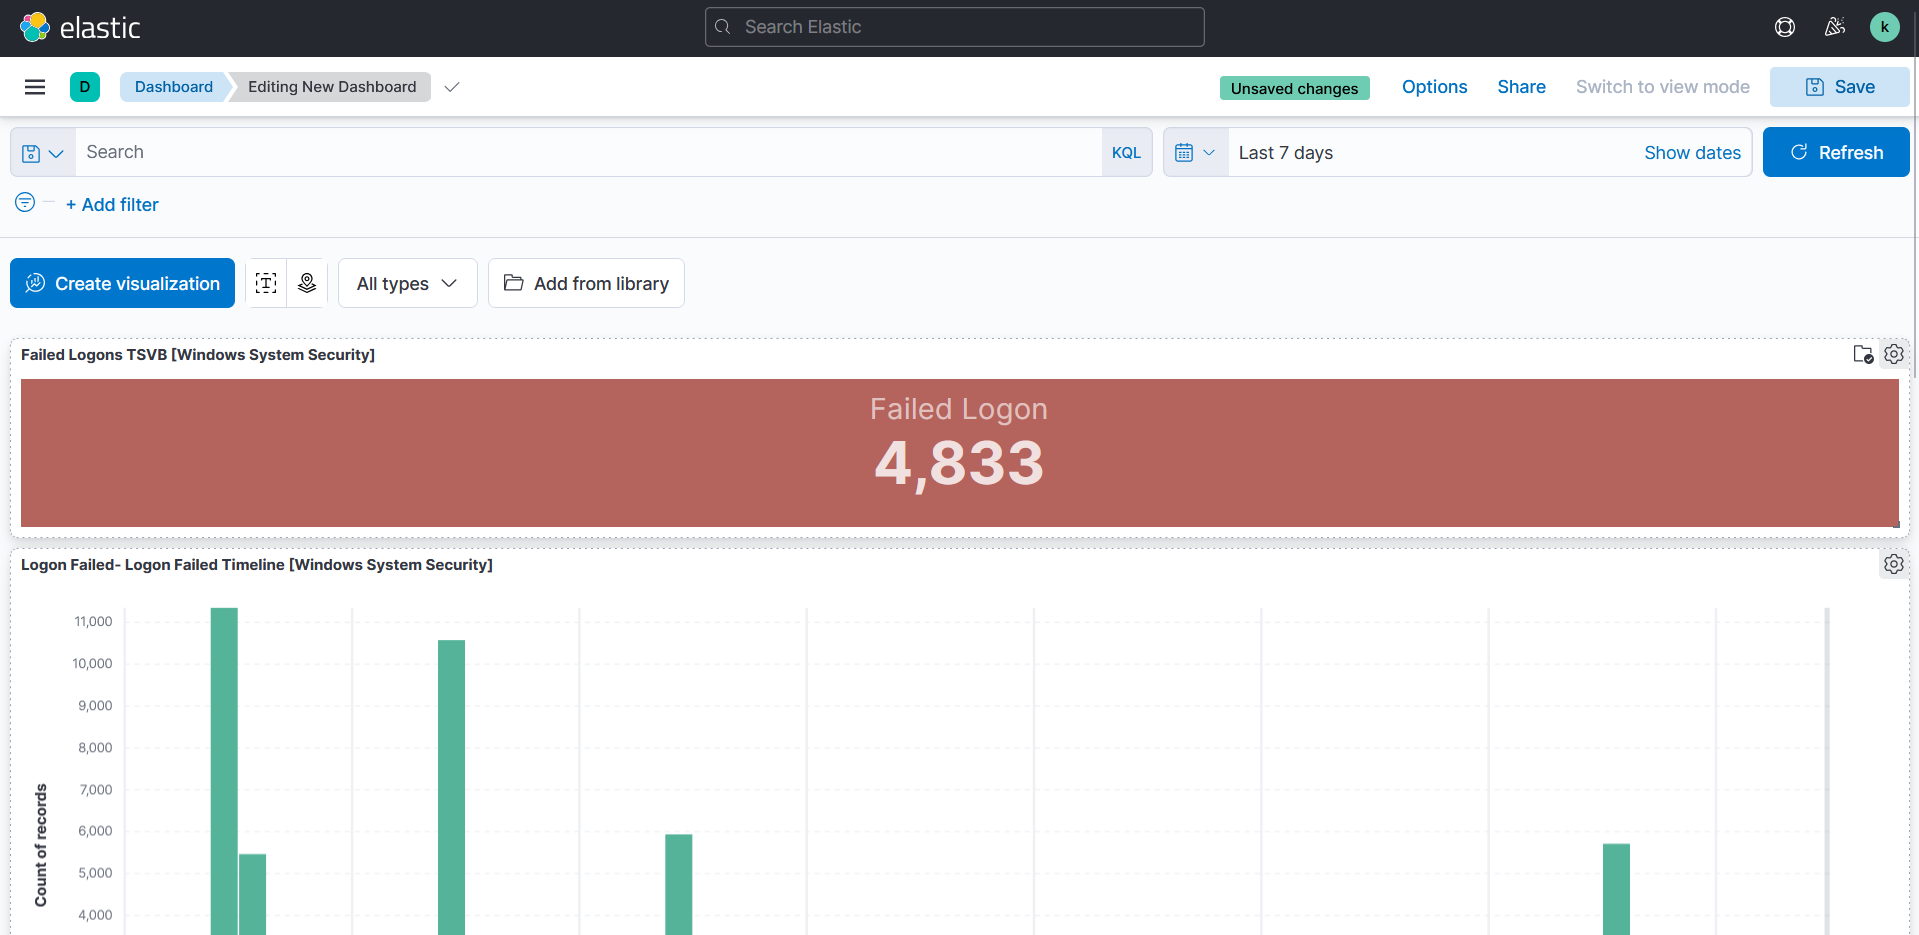 elastic
Search Elastic
k
D
Dashboard
Editing New Dashboard
Unsaved changes
Options
Share
Switch to view mode
Save
Search
KQL
Last 7 days
Show dates
Refresh
+ Add filter
Create visualization
T
All types
Add from library
Failed Logons TSVB [Windows System Security]
Failed Logon
4,833
Logon Failed- Logon Failed Timeline [Windows System Security]
11,000
10,000
9,000
8,000
7,000
6,000
5,000
4,000
Count of records